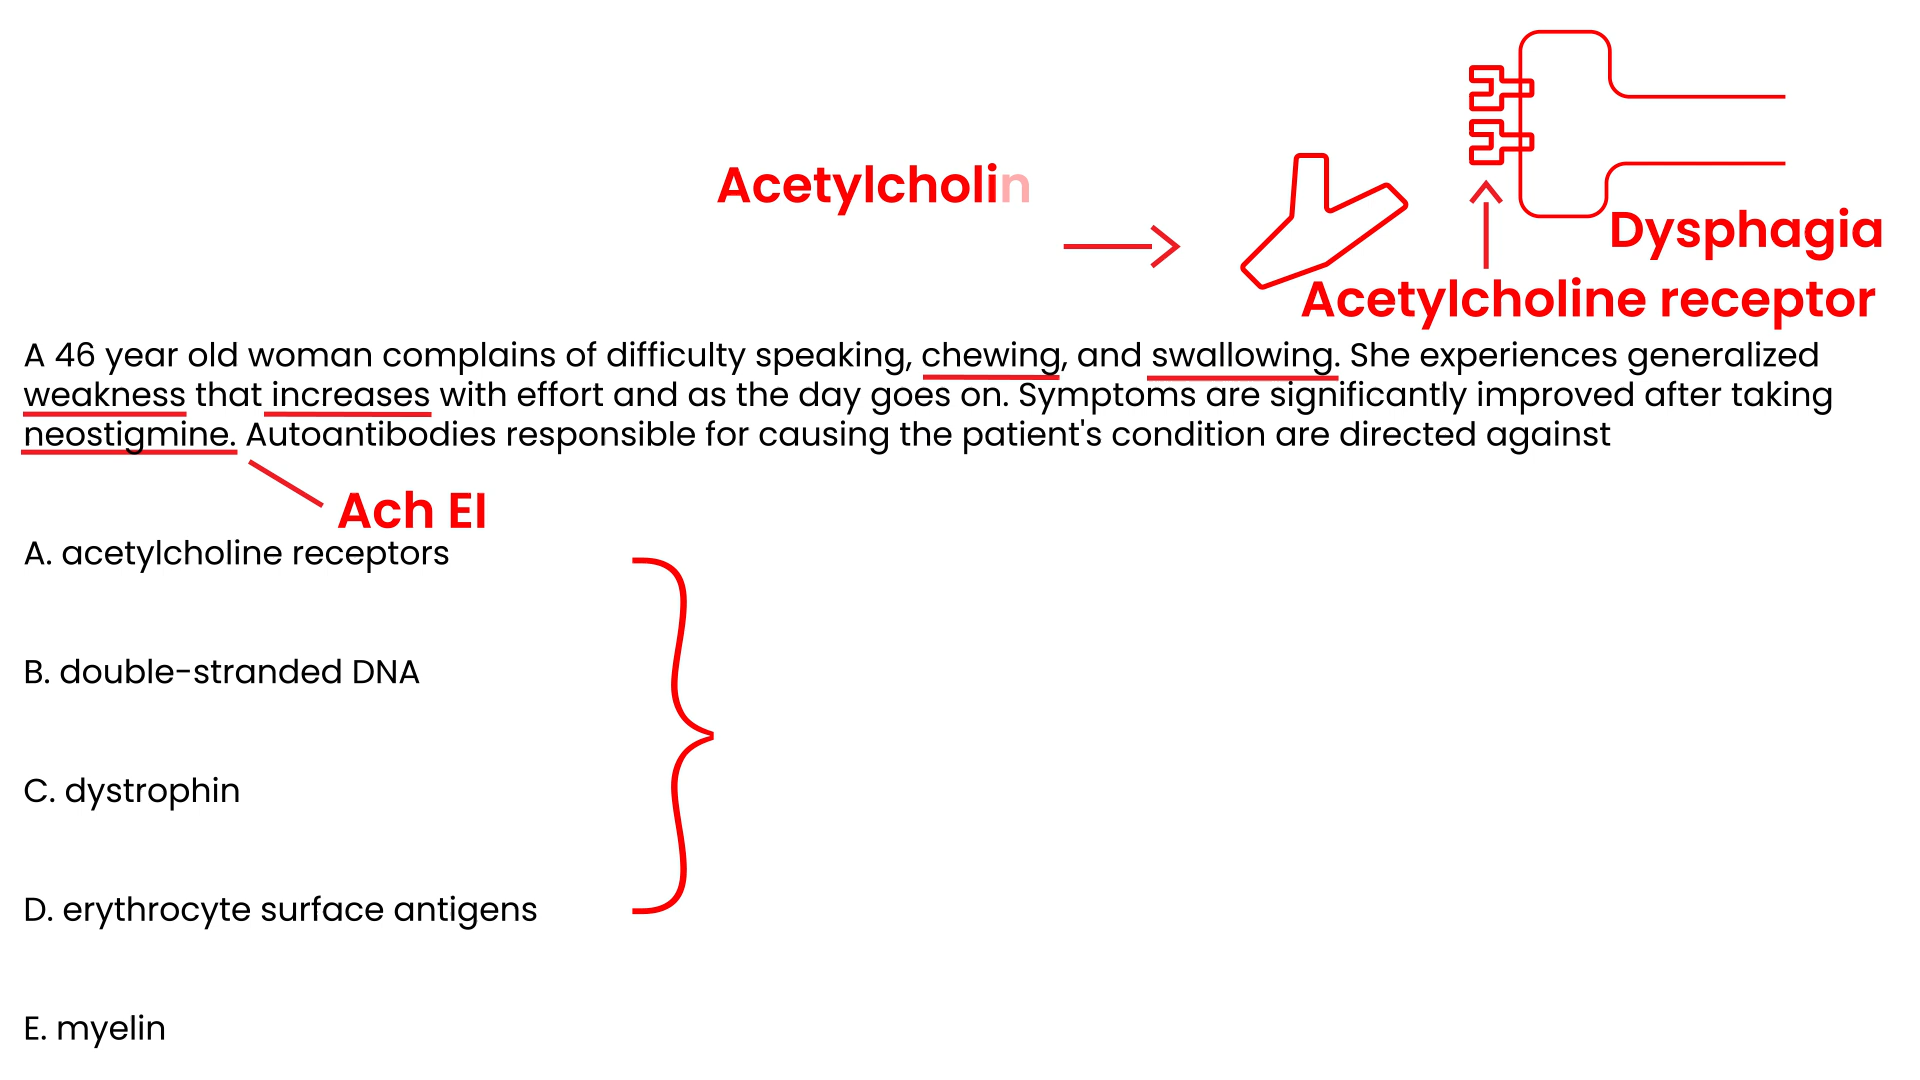 Acetylcholin
Dysphagia
Acetylcholine receptor
A 46 year old woman complains of difficulty speaking, chewing, and swallowing. She experiences generalized
weakness that increases with effort and as the day goes on. Symptoms are significantly improved after taking
neostigmine. Autoantibodies responsible for causing the patient's condition are directed against
Ach EI
A. acetylcholine receptors
B. double-stranded DNA
C. dystrophin
D. erythrocyte surface antigens
E. myelin